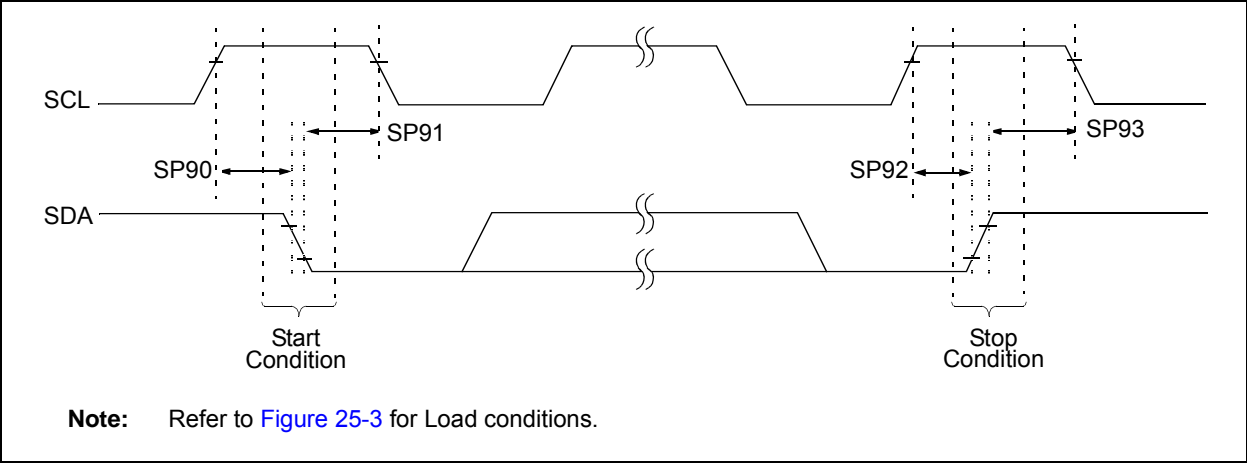 SCL
SP91
SP93
SP90
SP92
SDA
Start
Condition
Stop
Condition
Note: Refer to Figure 25-3 for Load conditions.